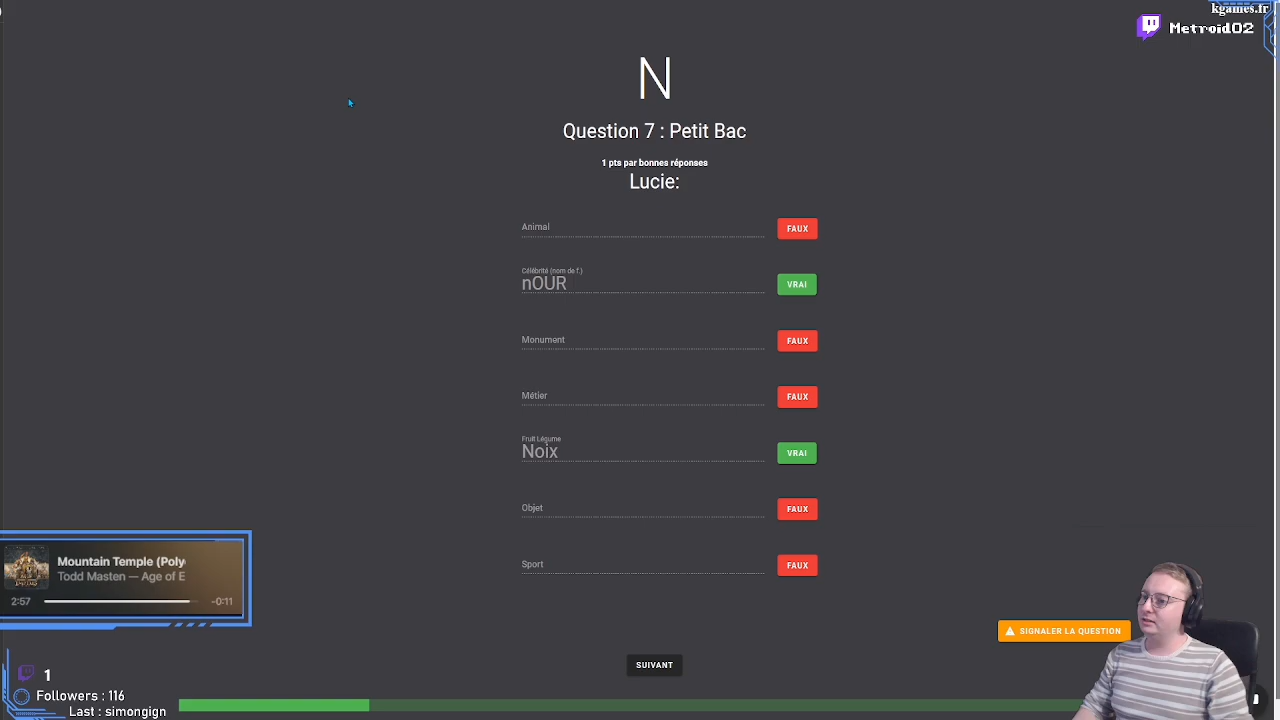 kgames.fr
Metroid02
N
Question 7 : Petit Bac
1 pts par bonnes réponses
Lucie:
Animal
FAUX
Célébrité (nom de f.)
nOUR
VRAI
Monument
FAUX
Métier
FAUX
Fruit Légume
Noix
VRAI
Objet
FAUX
Sport
FAUX
Mountain Temple (Poly
Todd Masten — Age of E
2:57
-0:11
SIGNALER LA QUESTION
SUIVANT
1
Followers : 116
Last : simongign